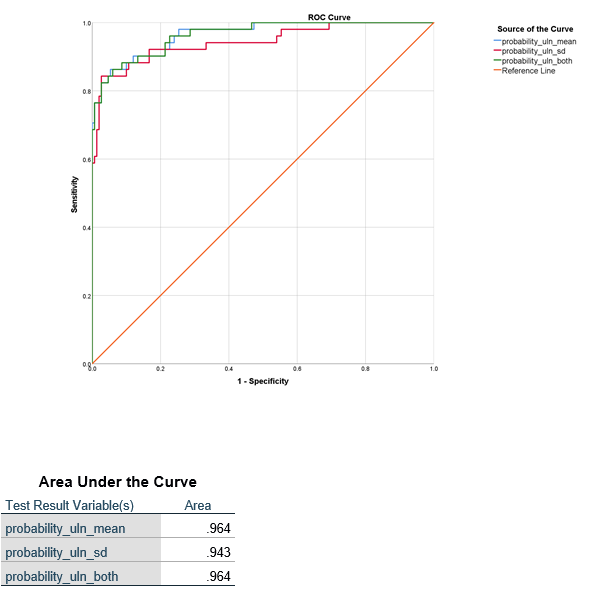 ROC Curve
Source of the Curve
probability_uln_mean
probability_uln_sd
probability_uln_both
Reference Line
1.0
0.8
0.6
0.4
0.2
0.0
Sensitivity
0.0 0.2 0.4 0.6 0.8 1.0
1 - Specificity
Area Under the Curve
Test Result Variable(s) Area
probability_uln_mean .964
probability_uln_sd .943
probability_uln_both .964